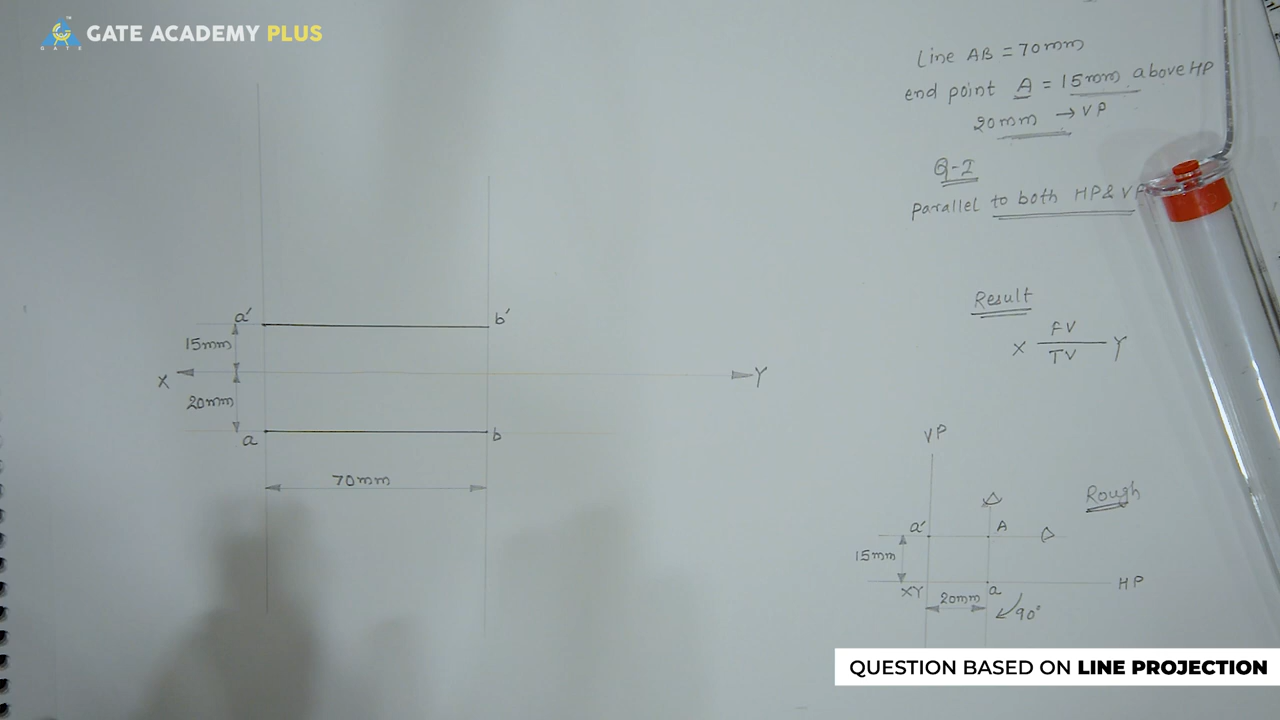 GATE ACADEMY PLUS
GATE
Line AB = 70mm
end point A = 15mm above HP
20mm → VP
Q-I
Parallel to both HP & VP
Result
X FV Y
TV
a' b'
15mm
X Y
20mm
a b
70mm
VP
Rough
a' A
15mm
HP
XY 20mm a
90°
QUESTION BASED ON LINE PROJECTION